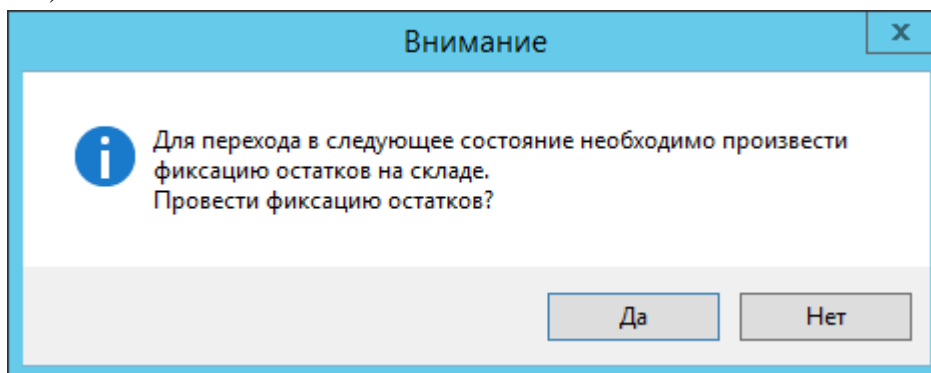 Внимание
Для перехода в следующее состояние необходимо произвести
фиксацию остатков на складе.
Провести фиксацию остатков?
Да
Нет